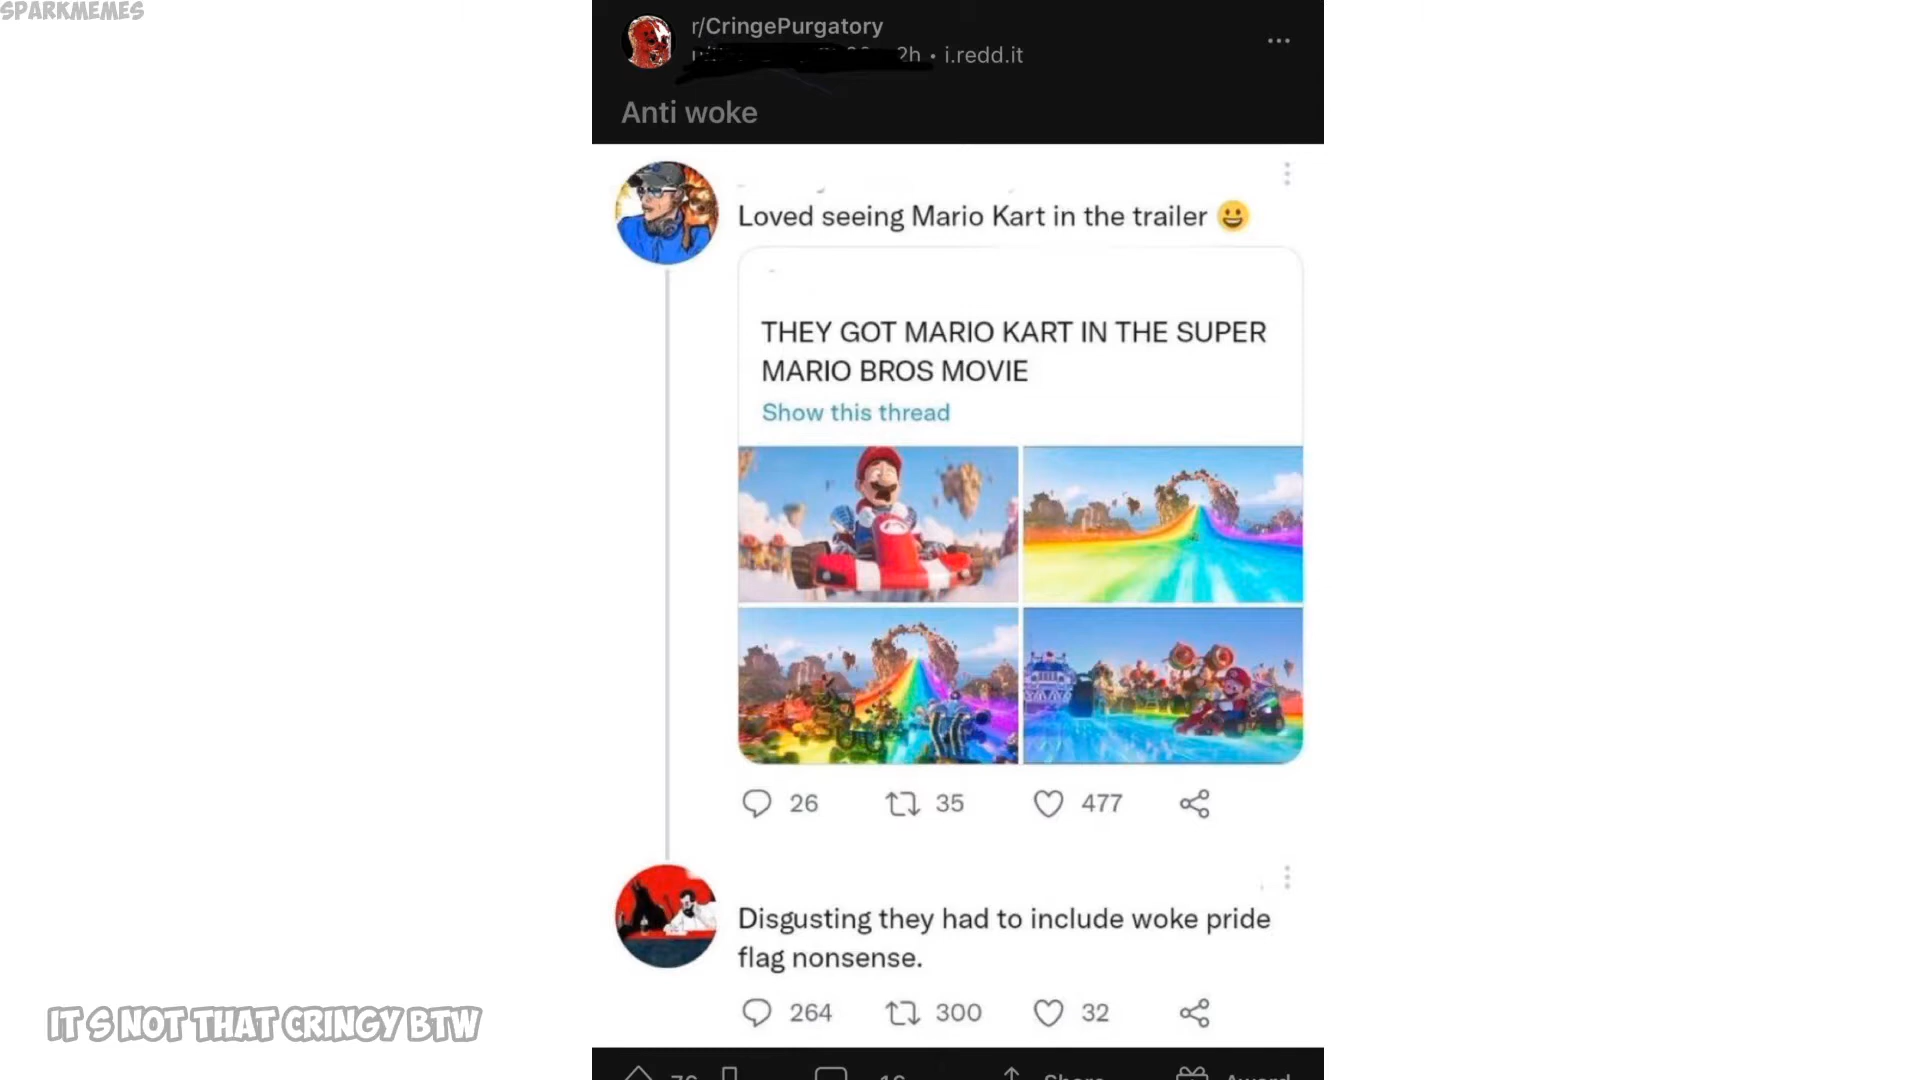 SPARKMEMES
r/CringePurgatory
2h • i.redd.it
Anti woke
Loved seeing Mario Kart in the trailer 😀
THEY GOT MARIO KART IN THE SUPER
MARIO BROS MOVIE
Show this thread
26 35 477
Disgusting they had to include woke pride
flag nonsense.
264 300 32
IT'S NOT THAT CRINGY BTW
Share Award